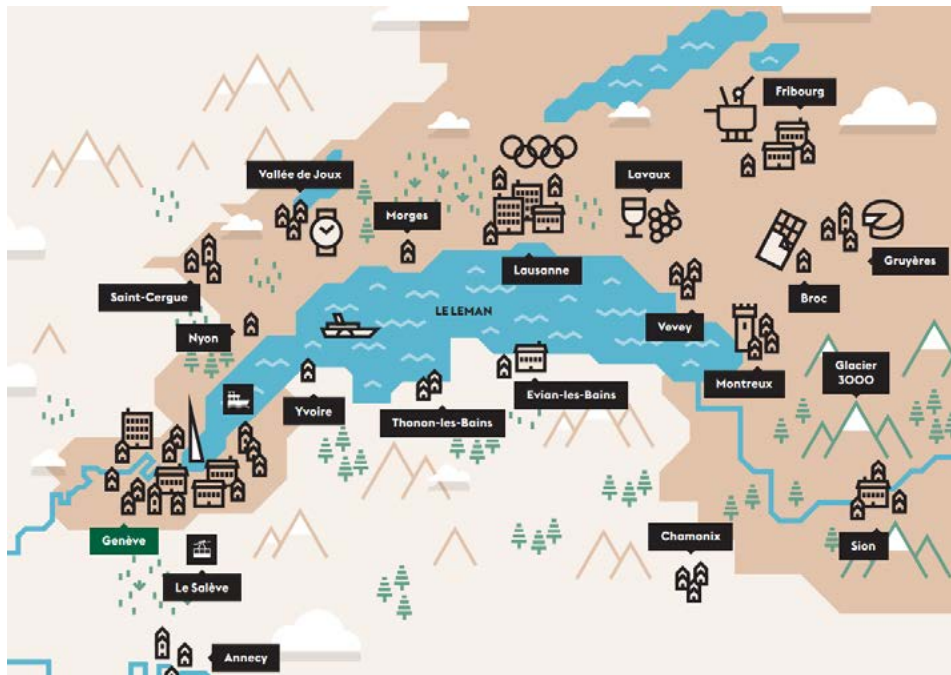 Fribourg
Vallée de Joux
Lavaux
Morges
Gruyères
Lausanne
Saint-Cergue
Broc
LE LEMAN
Vevey
Nyon
Glacier
3000
Montreux
Evian-les-Bains
Yvoire
Thonon-les-Bains
Genève
Chamonix
Sion
Le Salève
Annecy